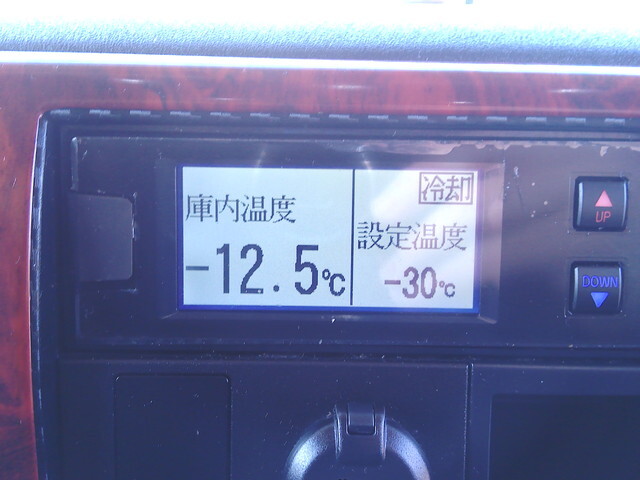 庫内温度
-12.5℃
冷却
設定温度
-30℃
UP
DOWN